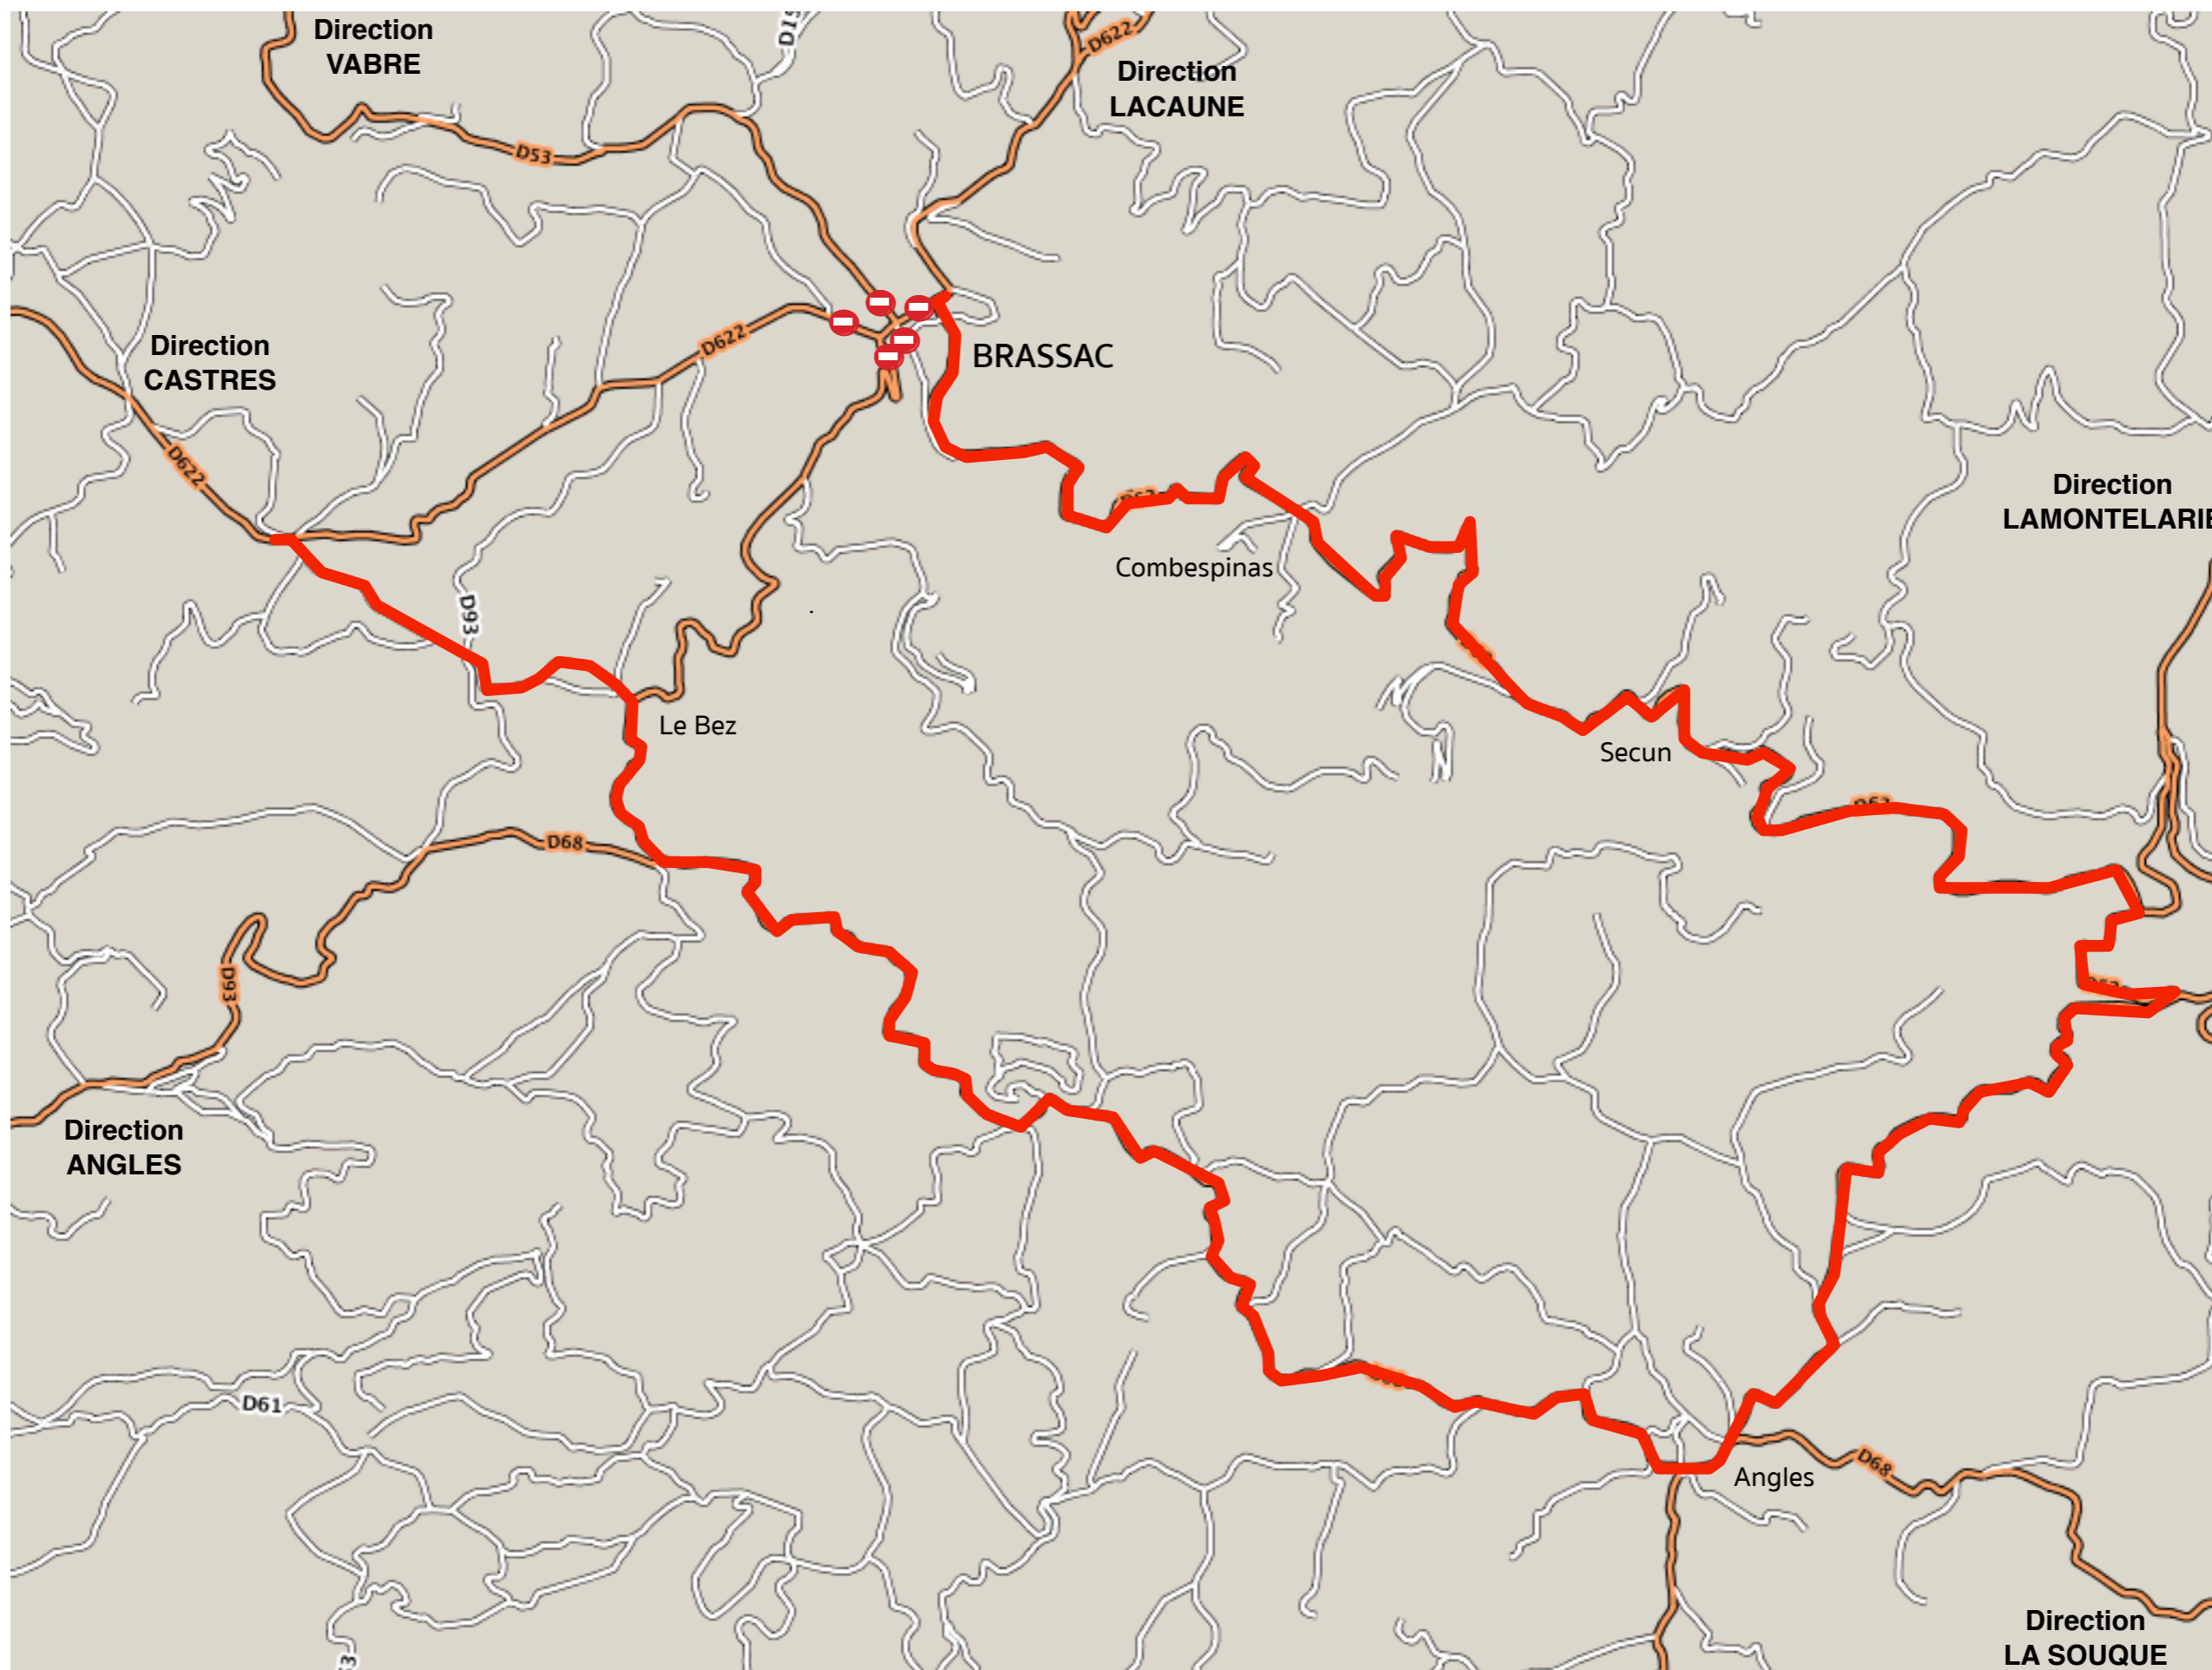 Direction
VABRE
D622
Direction
LACAUNE
D53
Direction
CASTRES
D622
BRASSAC
D622
Direction
LAMONTELARIE
Combespinas
D93
Le Bez
Secun
D68
D93
Direction
ANGLES
D61
D68
Angles
Direction
LA SOUQUE